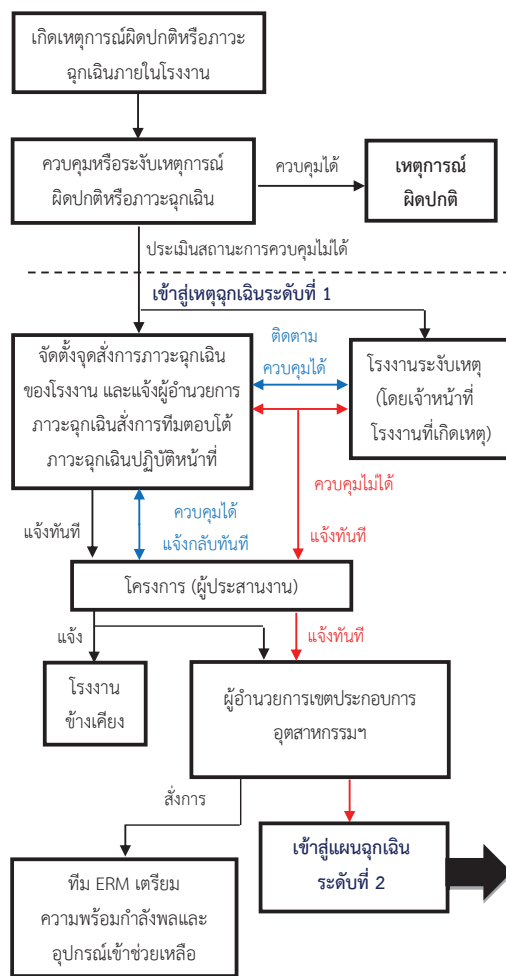 เกิดเหตุการณ์ผิดปกติหรือภาวะ
ฉุกเฉินภายในโรงงาน
ควบคุมหรือระงับเหตุการณ์
ผิดปกติหรือภาวะฉุกเฉิน
ควบคุมได้
เหตุการณ์
ผิดปกติ
ประเมินสถานะการควบคุมไม่ได้
เข้าสู่เหตุฉุกเฉินระดับที่ 1
จัดตั้งจุดสั่งการภาวะฉุกเฉิน
ของโรงงาน และแจ้งผู้อำนวยการ
ภาวะฉุกเฉินสั่งการทีมตอบโต้
ภาวะฉุกเฉินปฏิบัติหน้าที่
ติดตาม
ควบคุมได้
โรงงานระงับเหตุ
(โดยเจ้าหน้าที่
โรงงานที่เกิดเหตุ)
ควบคุมไม่ได้
แจ้งทันที
แจ้งทันที
ควบคุมได้
แจ้งกลับทันที
โครงการ (ผู้ประสานงาน)
แจ้ง
แจ้งทันที
โรงงาน
ข้างเคียง
ผู้อำนวยการเขตประกอบการ
อุตสาหกรรมฯ
สั่งการ
เข้าสู่แผนฉุกเฉิน
ระดับที่ 2
ทีม ERM เตรียม
ความพร้อมกำลังพลและ
อุปกรณ์เข้าช่วยเหลือ